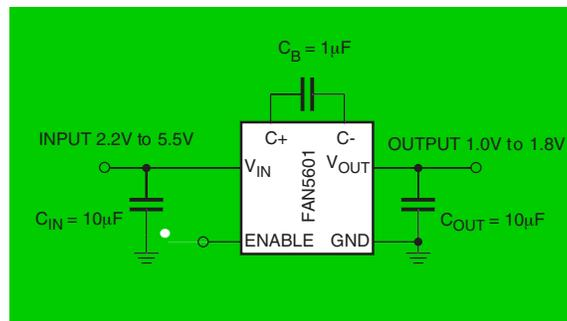 C_B = 1μF
C+ C-
INPUT 2.2V to 5.5V
OUTPUT 1.0V to 1.8V
V_IN
V_OUT
FAN5601
C_IN = 10μF
C_OUT = 10μF
ENABLE
GND